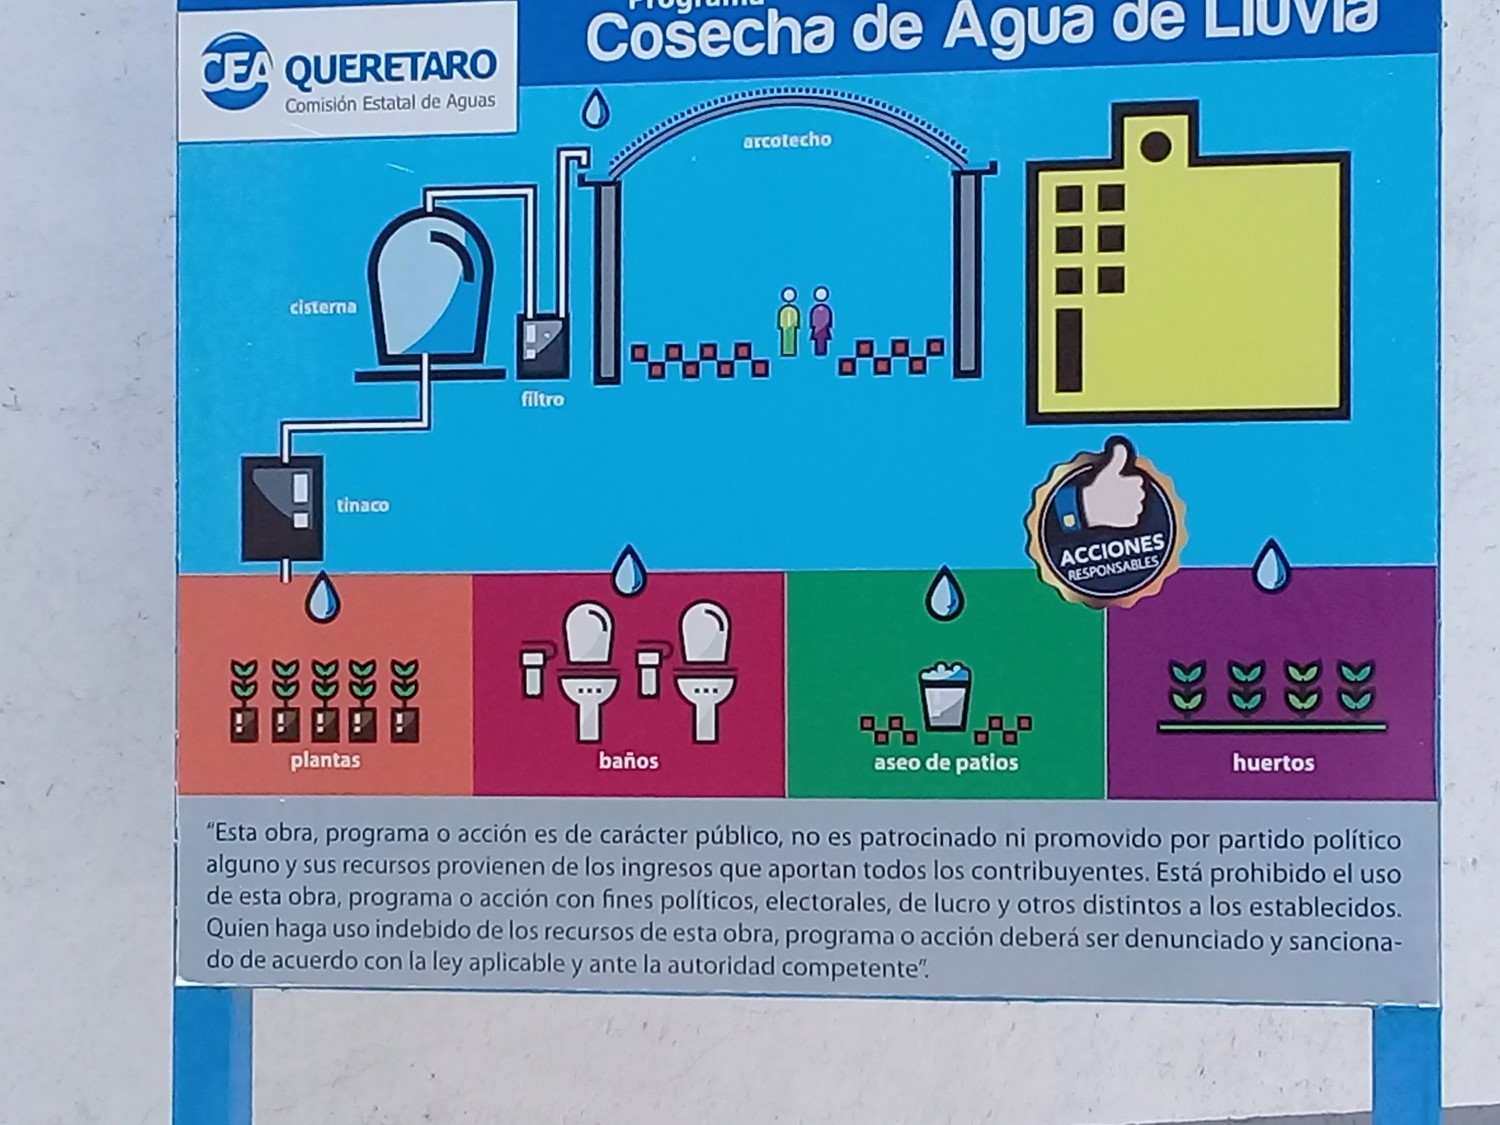 Programa
Cosecha de Agua de Lluvia
CEA QUERETARO
Comisión Estatal de Aguas
arcotecho
cisterna
filtro
tinaco
ACCIONES
RESPONSABLES
plantas
baños
aseo de patios
huertos
“Esta obra, programa o acción es de carácter público, no es patrocinado ni promovido por partido político
alguno y sus recursos provienen de los ingresos que aportan todos los contribuyentes. Está prohibido el uso
de esta obra, programa o acción con fines políticos, electorales, de lucro y otros distintos a los establecidos.
Quien haga uso indebido de los recursos de esta obra, programa o acción deberá ser denunciado y sanciona-
do de acuerdo con la ley aplicable y ante la autoridad competente”.